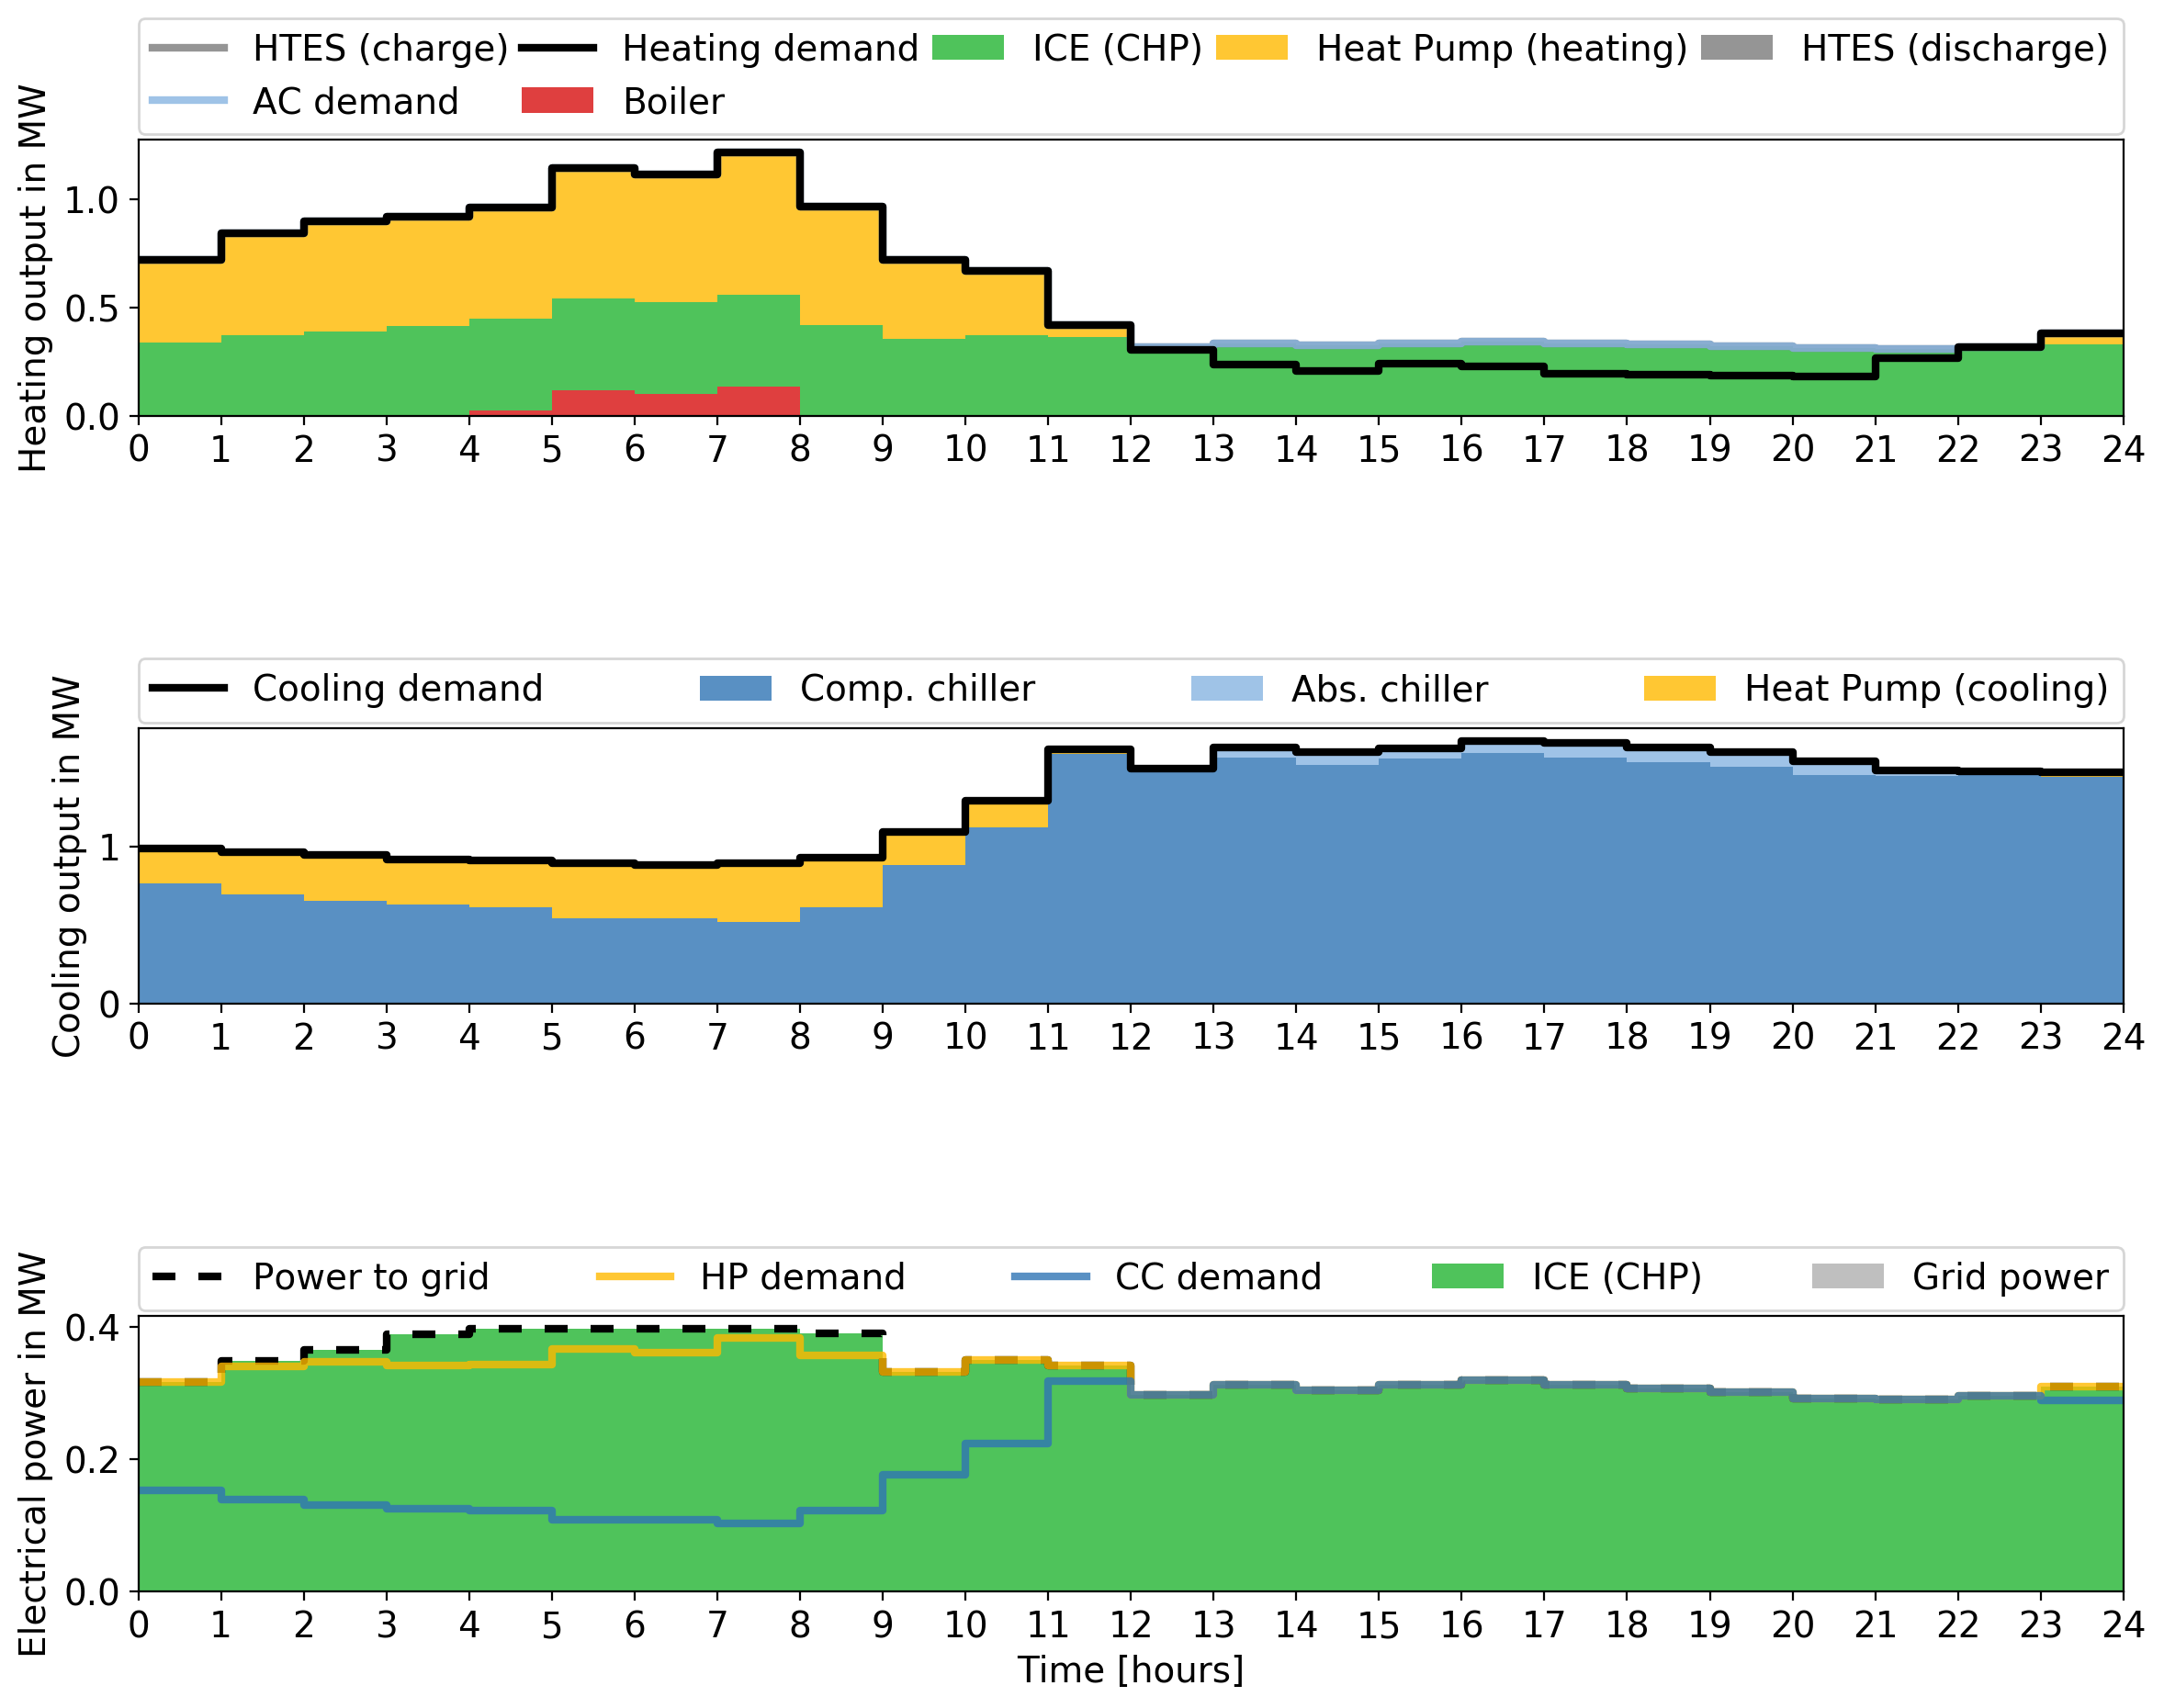 HTES (charge) Heating demand ICE (CHP) Heat Pump (heating) HTES (discharge)
AC demand Boiler
Heating output in MW
1.0
0.5
0.0
0 1 2 3 4 5 6 7 8 9 10 11 12 13 14 15 16 17 18 19 20 21 22 23 24
Cooling demand Comp. chiller Abs. chiller Heat Pump (cooling)
Cooling output in MW
1
0
0 1 2 3 4 5 6 7 8 9 10 11 12 13 14 15 16 17 18 19 20 21 22 23 24
Power to grid HP demand CC demand ICE (CHP) Grid power
Electrical power in MW
0.4
0.2
0.0
0 1 2 3 4 5 6 7 8 9 10 11 12 13 14 15 16 17 18 19 20 21 22 23 24
Time [hours]